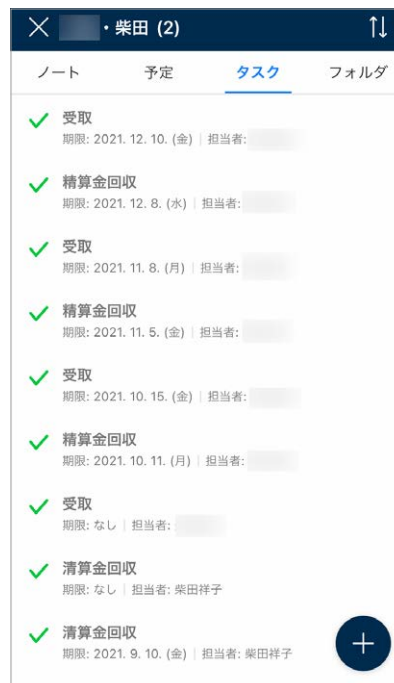 ・柴田 (2)
ノート 予定 タスク フォルダ
受取
期限: 2021. 12. 10. (金) | 担当者:
精算金回収
期限: 2021. 12. 8. (水) | 担当者:
受取
期限: 2021. 11. 8. (月) | 担当者:
精算金回収
期限: 2021. 11. 5. (金) | 担当者:
受取
期限: 2021. 10. 15. (金) | 担当者:
精算金回収
期限: 2021. 10. 11. (月) | 担当者:
受取
期限: なし | 担当者:
清算金回収
期限: なし | 担当者: 柴田祥子
清算金回収
期限: 2021. 9. 10. (金) | 担当者: 柴田祥子